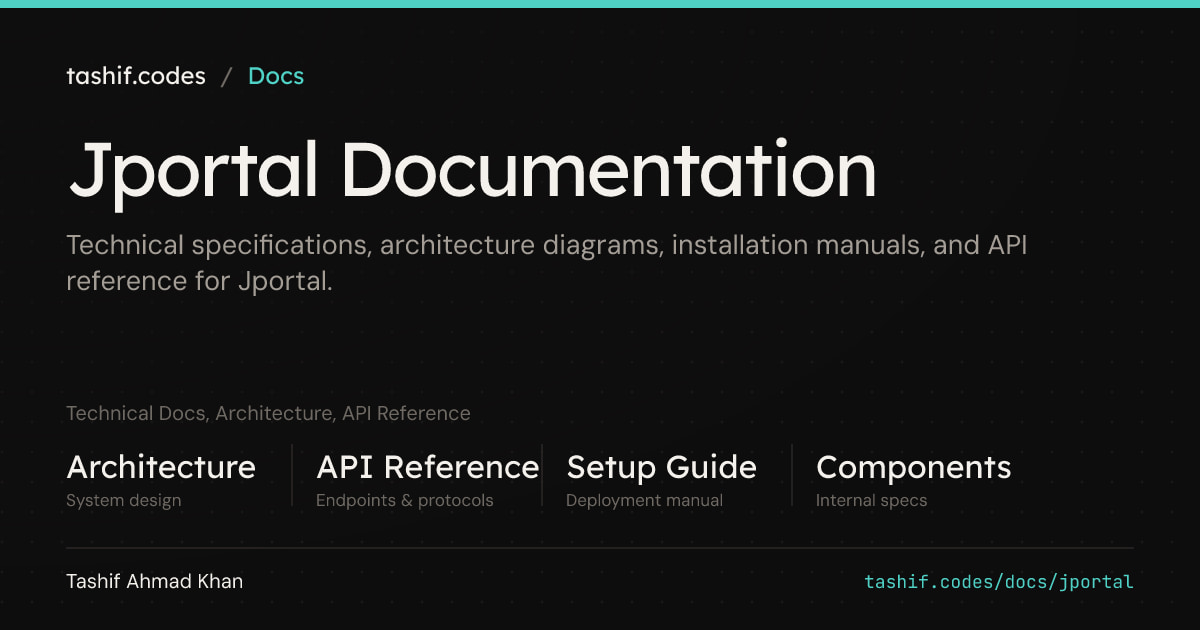 tashif.codes / Docs
Jportal Documentation
Technical specifications, architecture diagrams, installation manuals, and API
reference for Jportal.
Technical Docs, Architecture, API Reference
Architecture
System design
API Reference
Endpoints & protocols
Setup Guide
Deployment manual
Components
Internal specs
Tashif Ahmad Khan
tashif.codes/docs/jportal